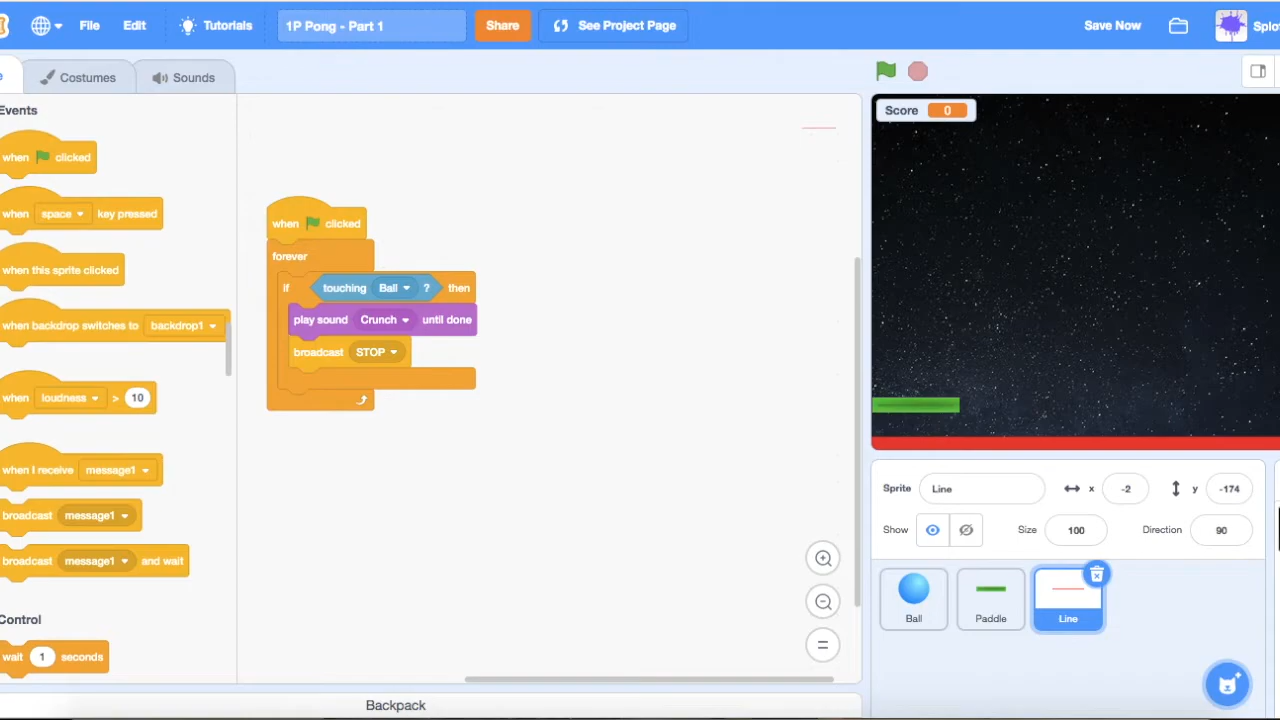 File Edit Tutorials 1P Pong - Part 1 Share See Project Page Save Now
Costumes Sounds
Events
when clicked
when space key pressed
when this sprite clicked
when backdrop switches to backdrop1
when loudness > 10
when I receive message1
broadcast message1
broadcast message1 and wait
Control
wait 1 seconds
when clicked
forever
if touching Ball ? then
play sound Crunch until done
broadcast STOP
Backpack
Score 0
Sprite Line x -2 y -174
Show Size 100 Direction 90
Ball Paddle Line